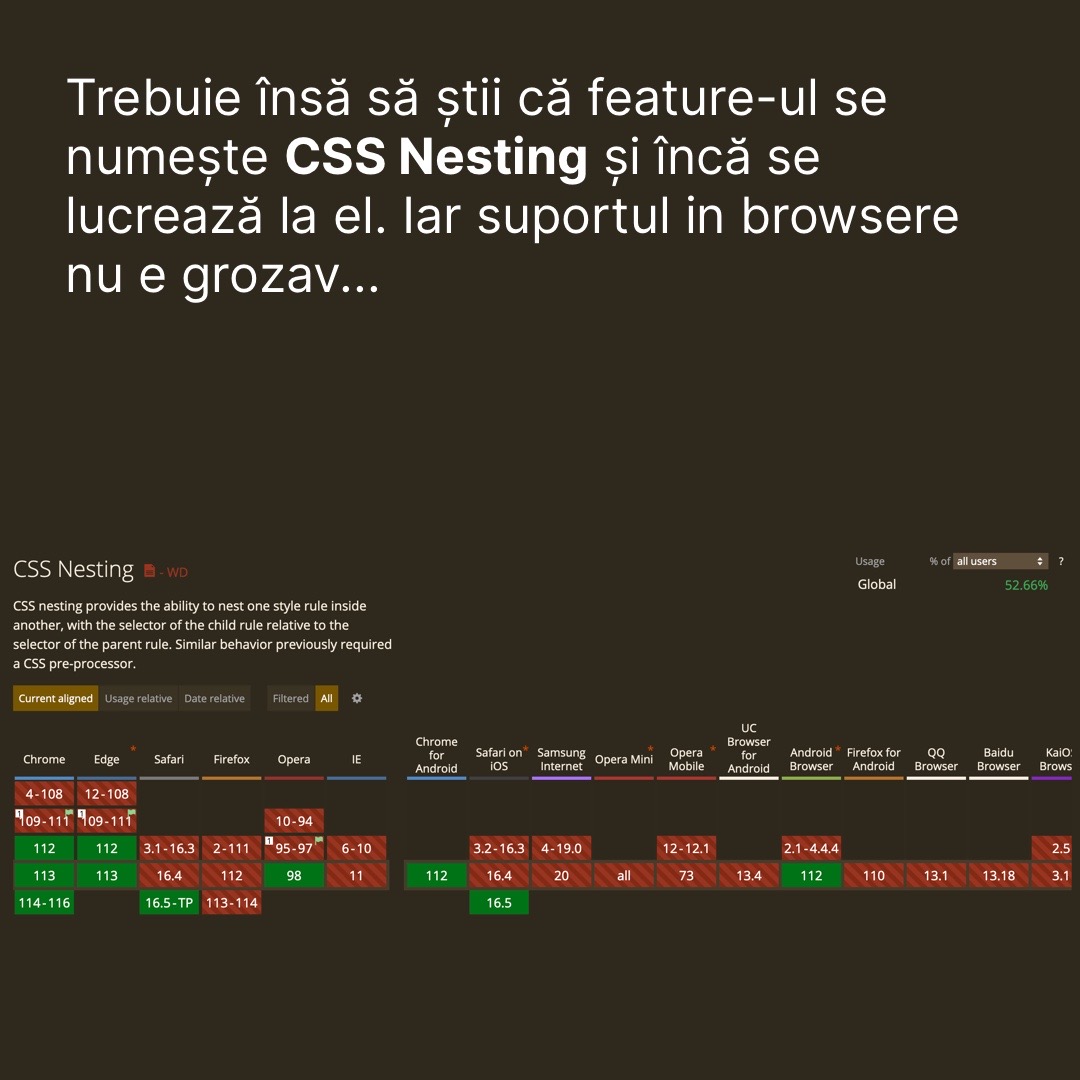 Trebuie însă să știi că feature-ul se
numește CSS Nesting și încă se
lucrează la el. Iar suportul in browsere
nu e grozav...
CSS Nesting - WD
Usage % of all users ?
Global 52.66%
CSS nesting provides the ability to nest one style rule inside
another, with the selector of the child rule relative to the
selector of the parent rule. Similar behavior previously required
a CSS pre-processor.
Current aligned Usage relative Date relative Filtered All
Chrome Edge * Safari Firefox Opera IE
Chrome for Android
Safari on iOS *
Samsung Internet
Opera Mini *
Opera Mobile *
UC Browser for Android
Android Browser *
Firefox for Android
QQ Browser
Baidu Browser
KaiOS Brows
4-108 12-108
1 109-111 1 109-111 10-94
112 112 3.1-16.3 2-111 1 95-97 6-10 3.2-16.3 4-19.0 12-12.1 2.1-4.4.4 2.5
113 113 16.4 112 98 11 112 16.4 20 all 73 13.4 112 110 13.1 13.18 3.1
114-116 16.5-TP 113-114 16.5